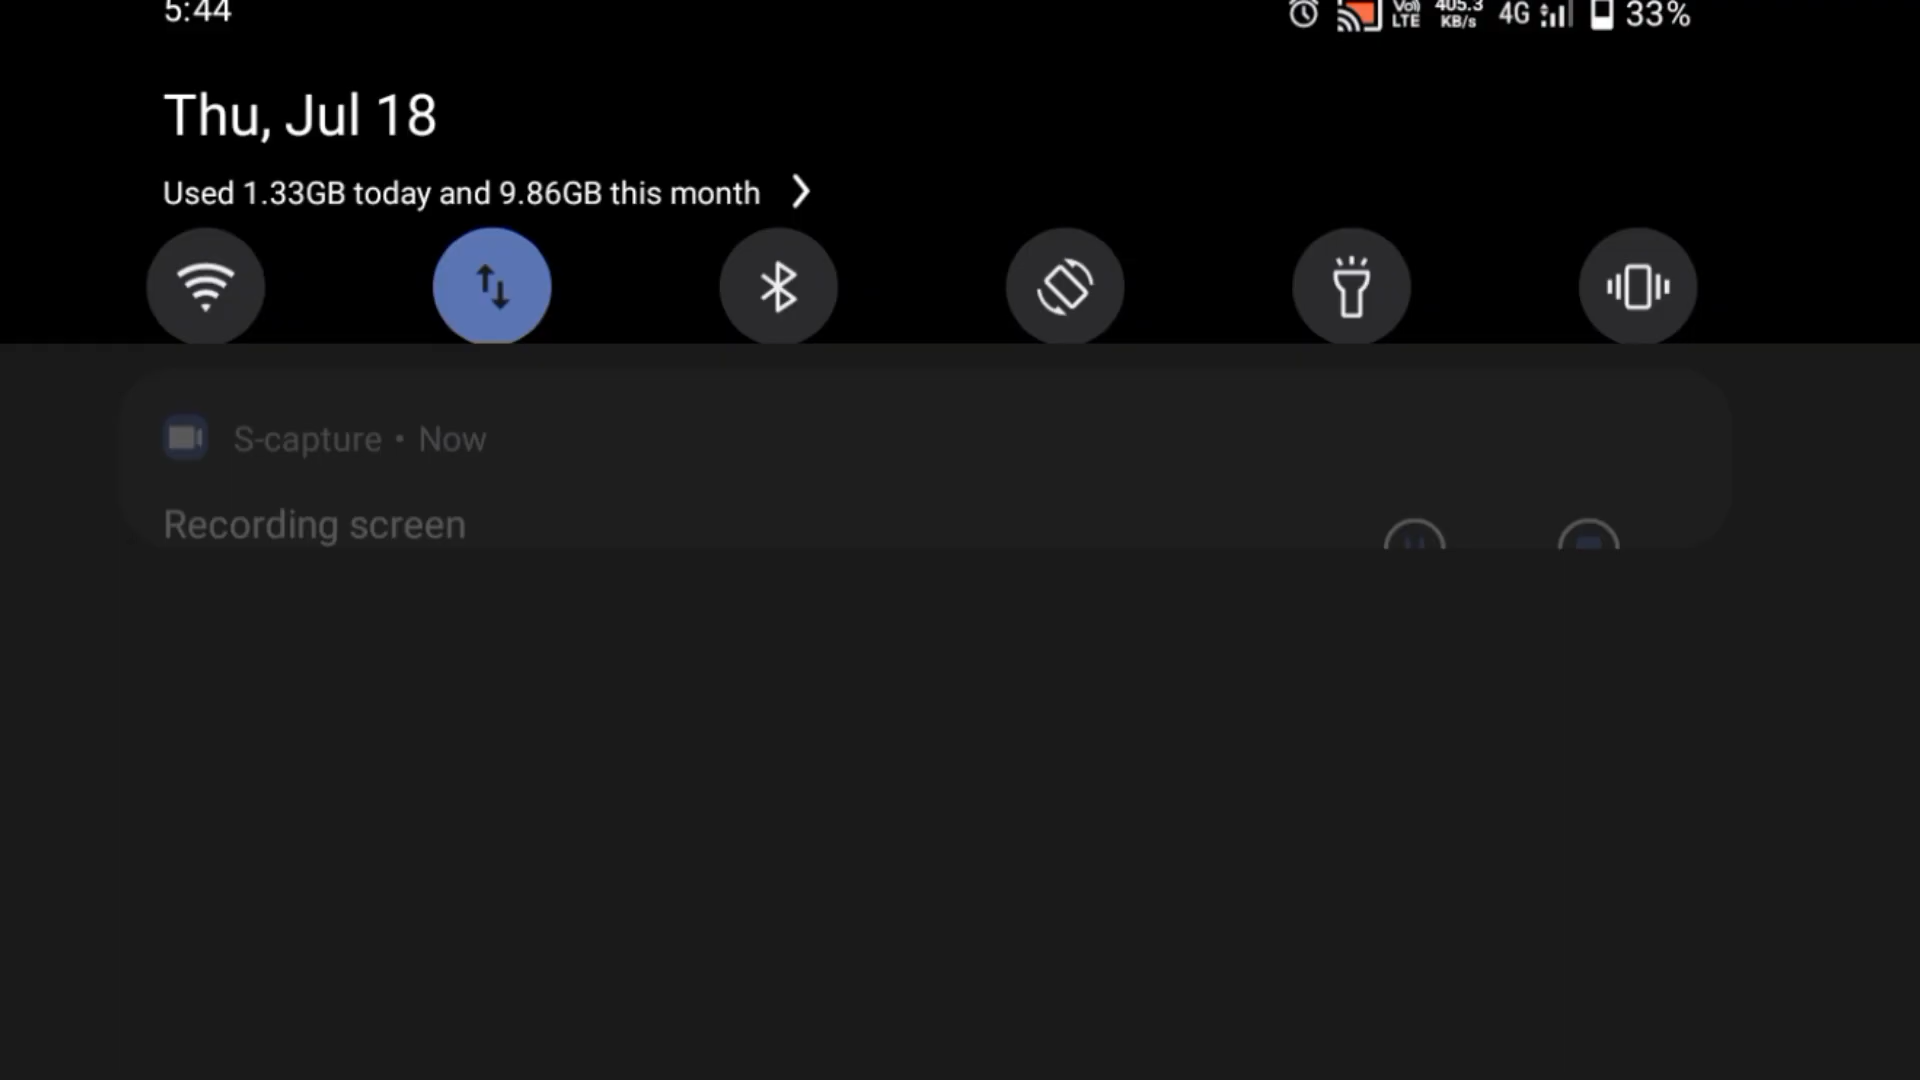 5:44
Vo)) LTE 405.3 KB/s 4G 33%
Thu, Jul 18
Used 1.33GB today and 9.86GB this month
S-capture • Now
Recording screen